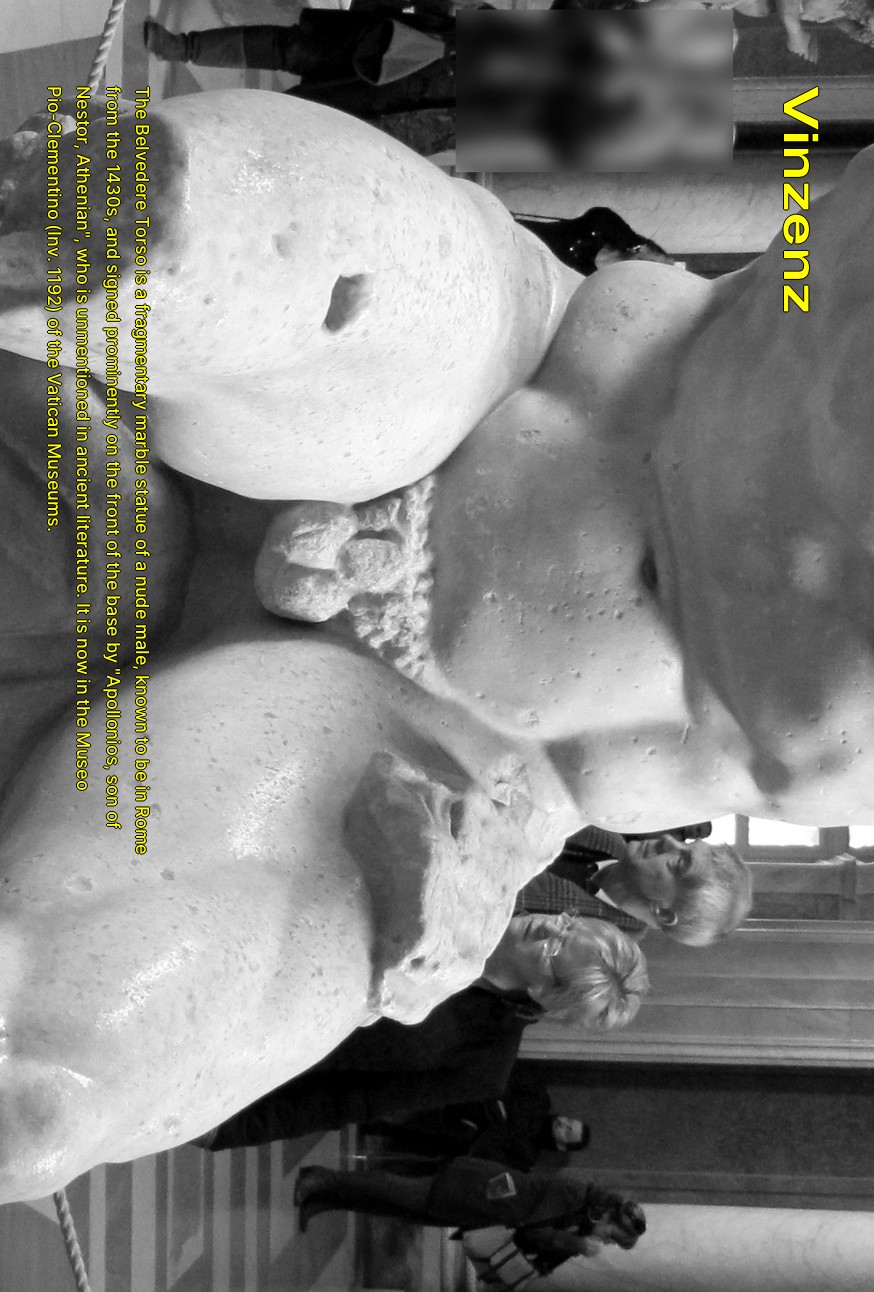 Vinzenz
The Belvedere Torso is a fragmentary marble statue of a nude male, known to be in Rome
from the 1430s, and signed prominently on the front of the base by "Apollonios, son of
Nestor, Athenian", who is unmentioned in ancient literature. It is now in the Museo
Pio-Clementino (Inv. 1192) of the Vatican Museums.